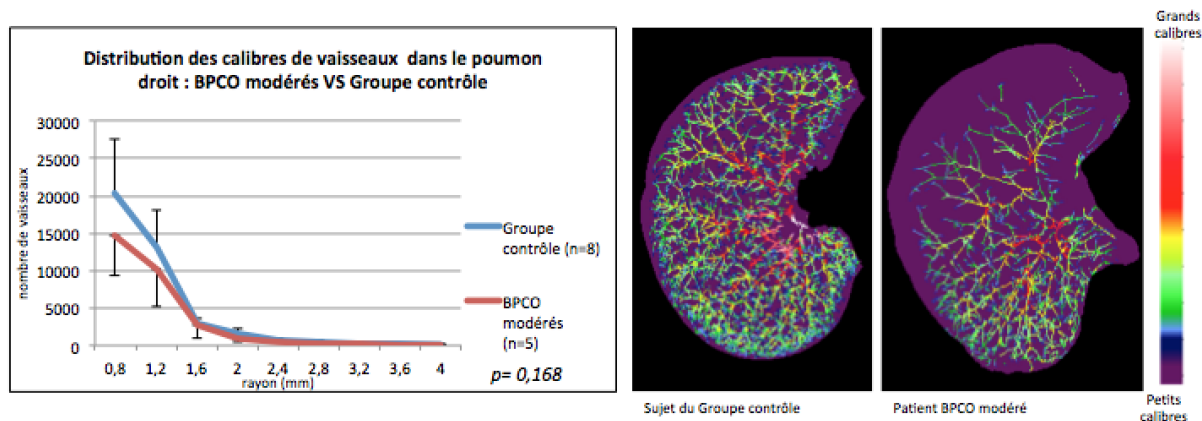 Distribution des calibres de vaisseaux dans le poumon
droit : BPCO modérés VS Groupe contrôle
nombre de vaisseaux
30000
25000
20000
15000
10000
5000
0
0,8 1,2 1,6 2 2,4 2,8 3,2 3,6 4
rayon (mm)
Groupe
contrôle (n=8)
BPCO
modérés
(n=5)
p= 0,168
Sujet du Groupe contrôle
Patient BPCO modéré
Grands
calibres
Petits
calibres